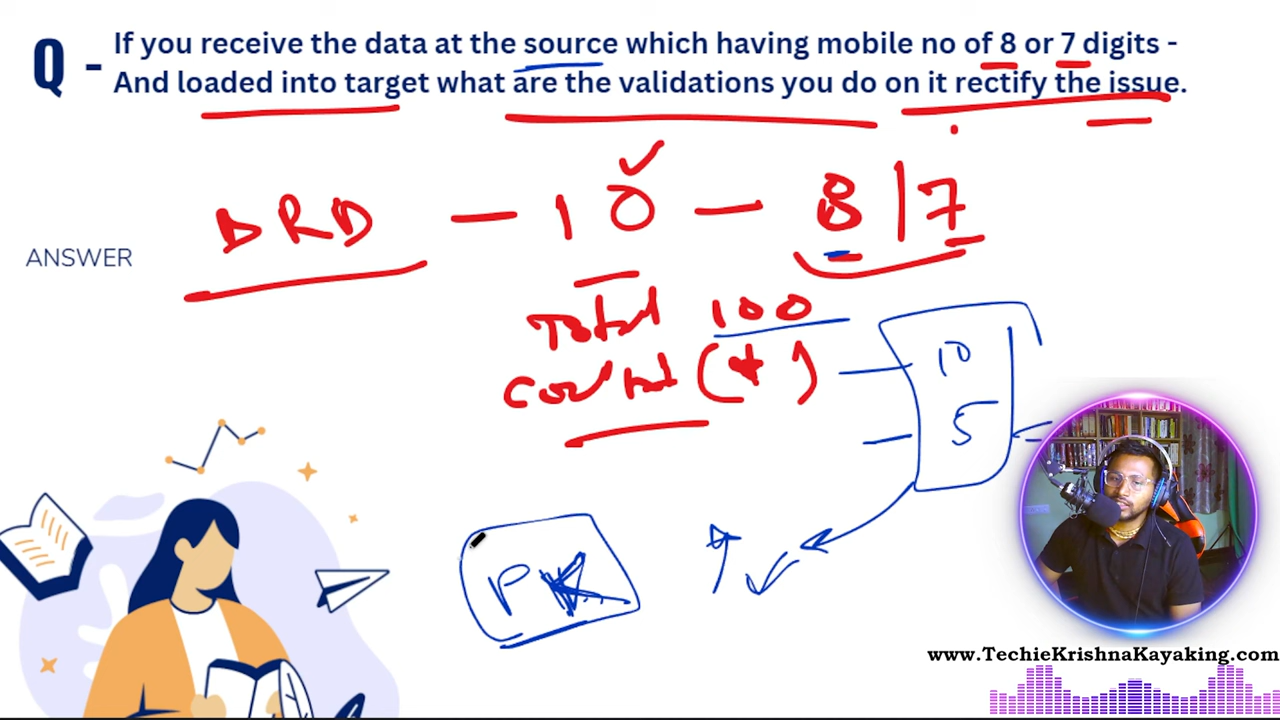 Q - If you receive the data at the source which having mobile no of 8 or 7 digits -
And loaded into target what are the validations you do on it rectify the issue.
BRD - 10 - 8|7
ANSWER
Total 100
count (*)
10
5
PK
www.TechieKrishnaKayaking.com